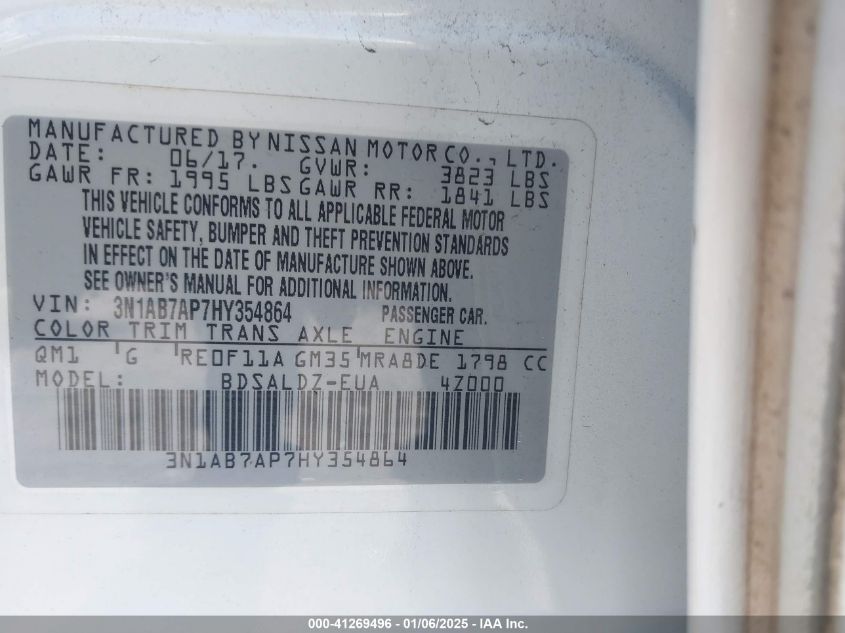 MANUFACTURED BY NISSAN MOTOR CO., LTD.
DATE: 06/17. GVWR: 3823 LBS
GAWR FR: 1995 LBS GAWR RR: 1841 LBS
THIS VEHICLE CONFORMS TO ALL APPLICABLE FEDERAL MOTOR
VEHICLE SAFETY, BUMPER AND THEFT PREVENTION STANDARDS
IN EFFECT ON THE DATE OF MANUFACTURE SHOWN ABOVE.
SEE OWNER'S MANUAL FOR ADDITIONAL INFORMATION.
VIN: 3N1AB7AP7HY354864 PASSENGER CAR.
COLOR TRIM TRANS AXLE ENGINE
QM1 G RE0F11A GM35 MRA8DE 1798 CC
MODEL: BDSALDZ-EUA 4Z000
3N1AB7AP7HY354864
000-41269496 - 01/06/2025 - IAA Inc.